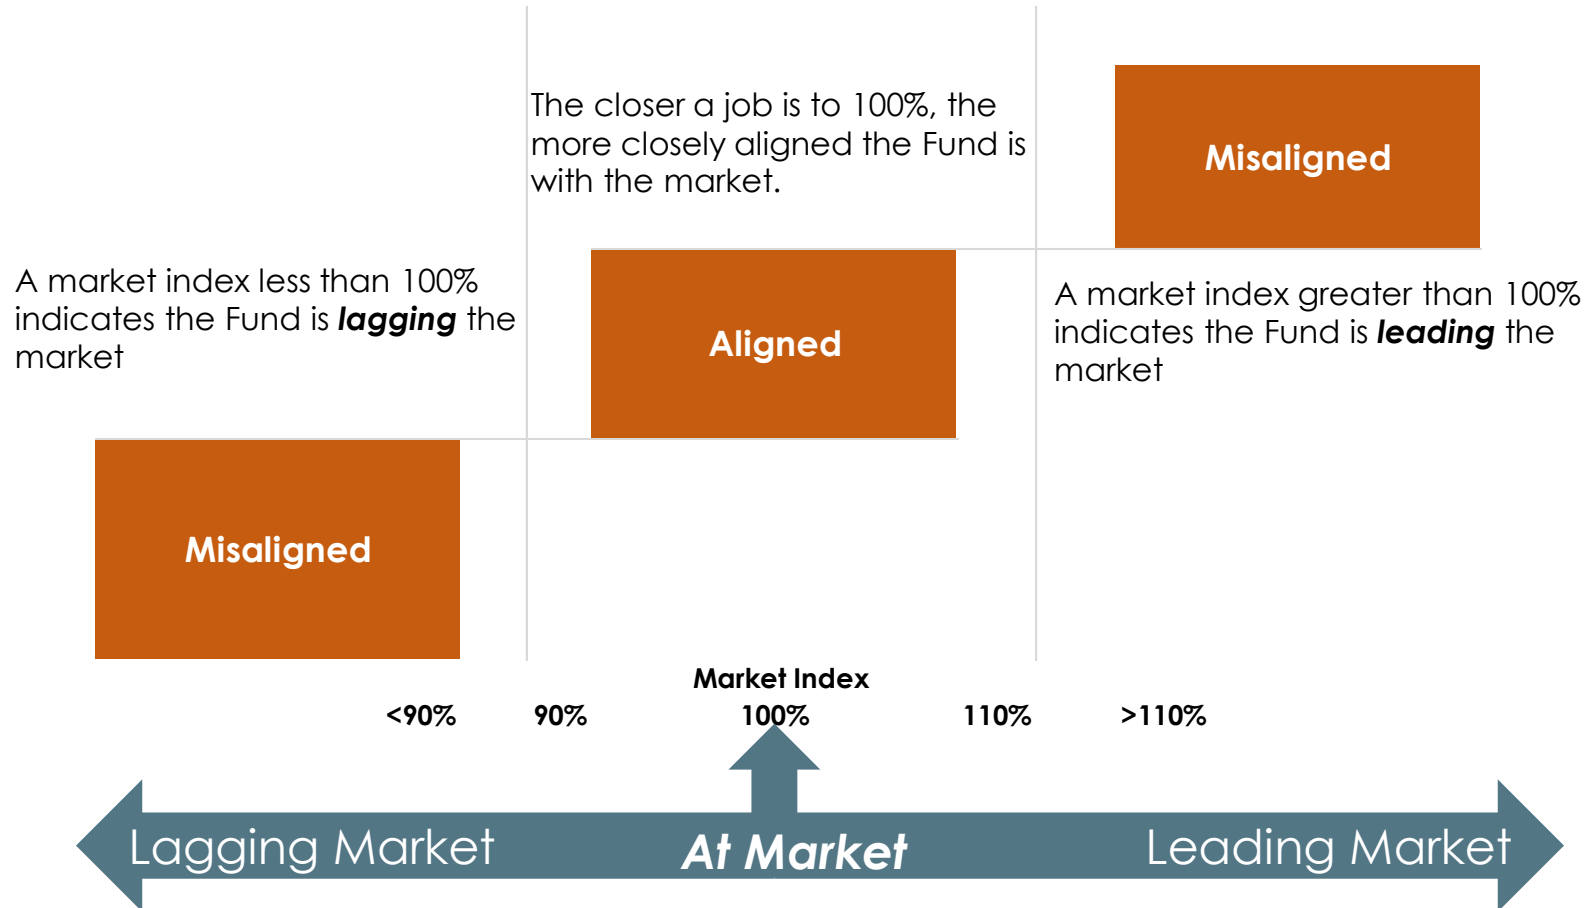 A market index less than 100%
indicates the Fund is lagging the
market
Misaligned
The closer a job is to 100%, the
more closely aligned the Fund is
with the market.
Aligned
Misaligned
A market index greater than 100%
indicates the Fund is leading the
market
Market Index
<90% 90% 100% 110% >110%
Lagging Market At Market Leading Market